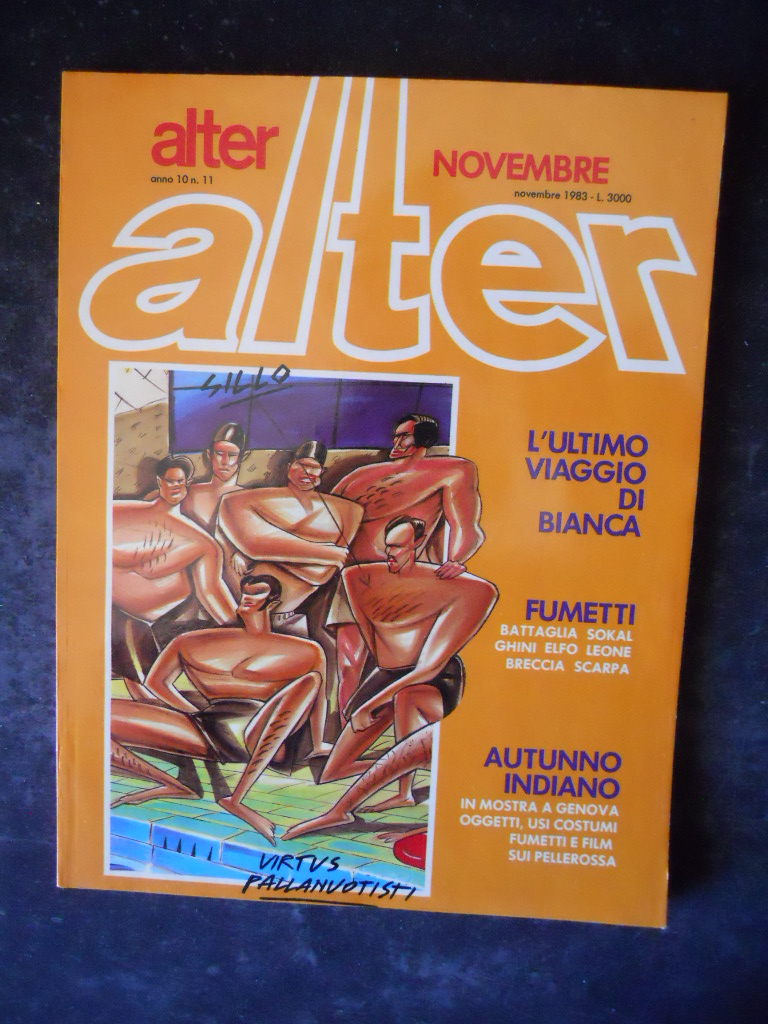 alter
anno 10 n. 11
NOVEMBRE
novembre 1983 - L. 3000
alter
SILLO
L'ULTIMO
VIAGGIO
DI
BIANCA
FUMETTI
BATTAGLIA SOKAL
GHINI ELFO LEONE
BRECCIA SCARPA
AUTUNNO
INDIANO
IN MOSTRA A GENOVA
OGGETTI, USI COSTUMI
FUMETTI E FILM
SUI PELLEROSSA
VIRTUS
PALLANUOTISTI